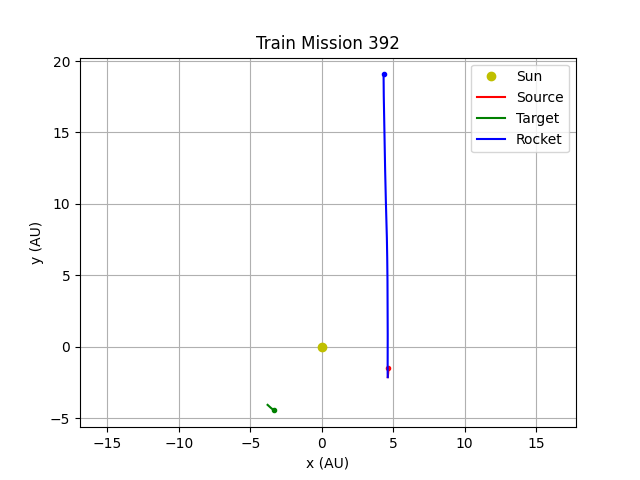 Train Mission 392
20
15
10
5
0
−5
y (AU)
−15
−10
−5
0
5
10
15
x (AU)
Sun
Source
Target
Rocket